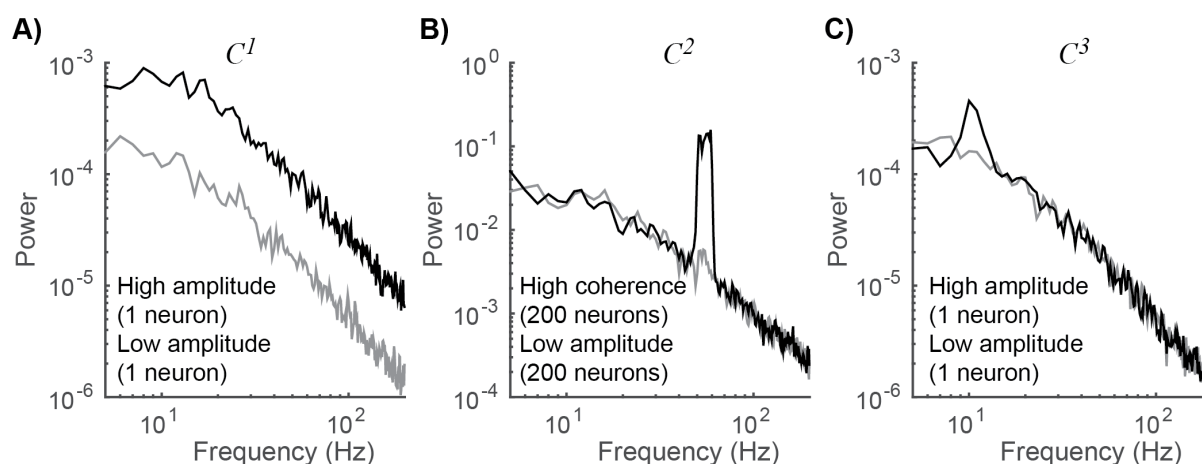 A)
C¹
10⁻³
10⁻⁴
10⁻⁵
10⁻⁶
Power
High amplitude
(1 neuron)
Low amplitude
(1 neuron)
10¹
10²
Frequency (Hz)
B)
C²
10⁰
10⁻¹
10⁻²
10⁻³
10⁻⁴
Power
High coherence
(200 neurons)
Low amplitude
(200 neurons)
10¹
10²
Frequency (Hz)
C)
C³
10⁻³
10⁻⁴
10⁻⁵
10⁻⁶
Power
High amplitude
(1 neuron)
Low amplitude
(1 neuron)
10¹
10²
Frequency (Hz)